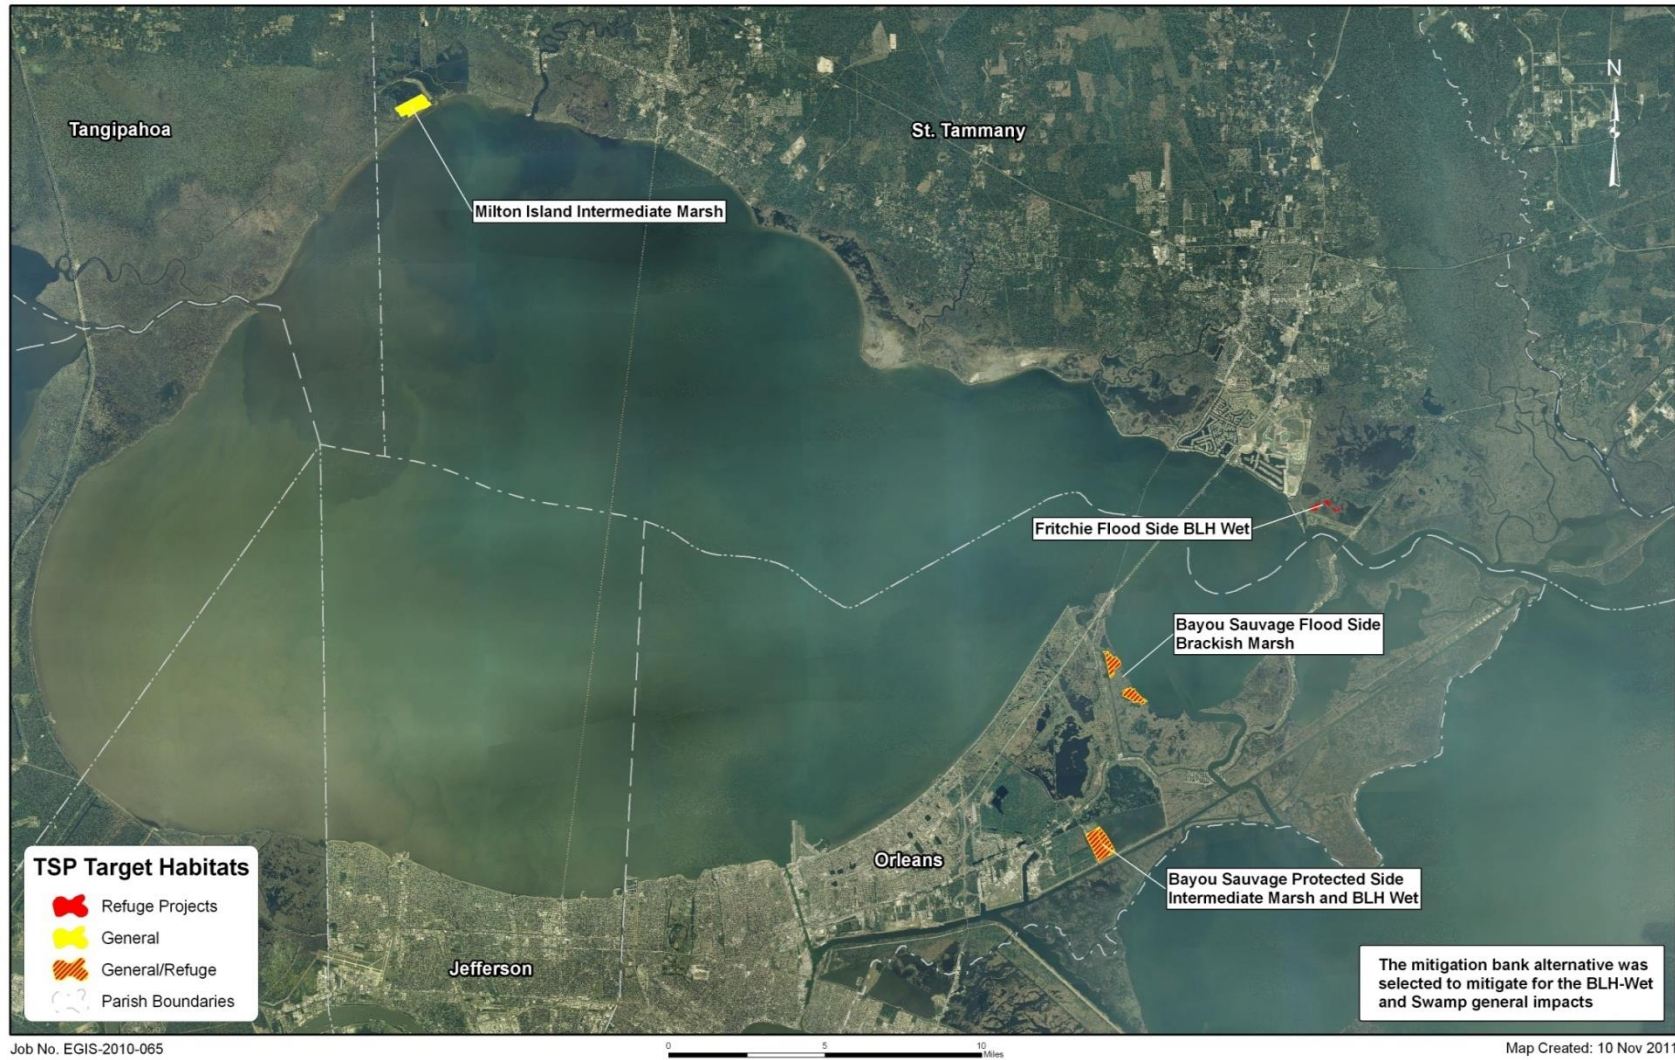 N
Tangipahoa
St. Tammany
Milton Island Intermediate Marsh
Fritchie Flood Side BLH Wet
Bayou Sauvage Flood Side
Brackish Marsh
Orleans
Bayou Sauvage Protected Side
Intermediate Marsh and BLH Wet
Jefferson
TSP Target Habitats
Refuge Projects
General
General/Refuge
Parish Boundaries
The mitigation bank alternative was
selected to mitigate for the BLH-Wet
and Swamp general impacts
Job No. EGIS-2010-065
0 5 10
Miles
Map Created: 10 Nov 2011